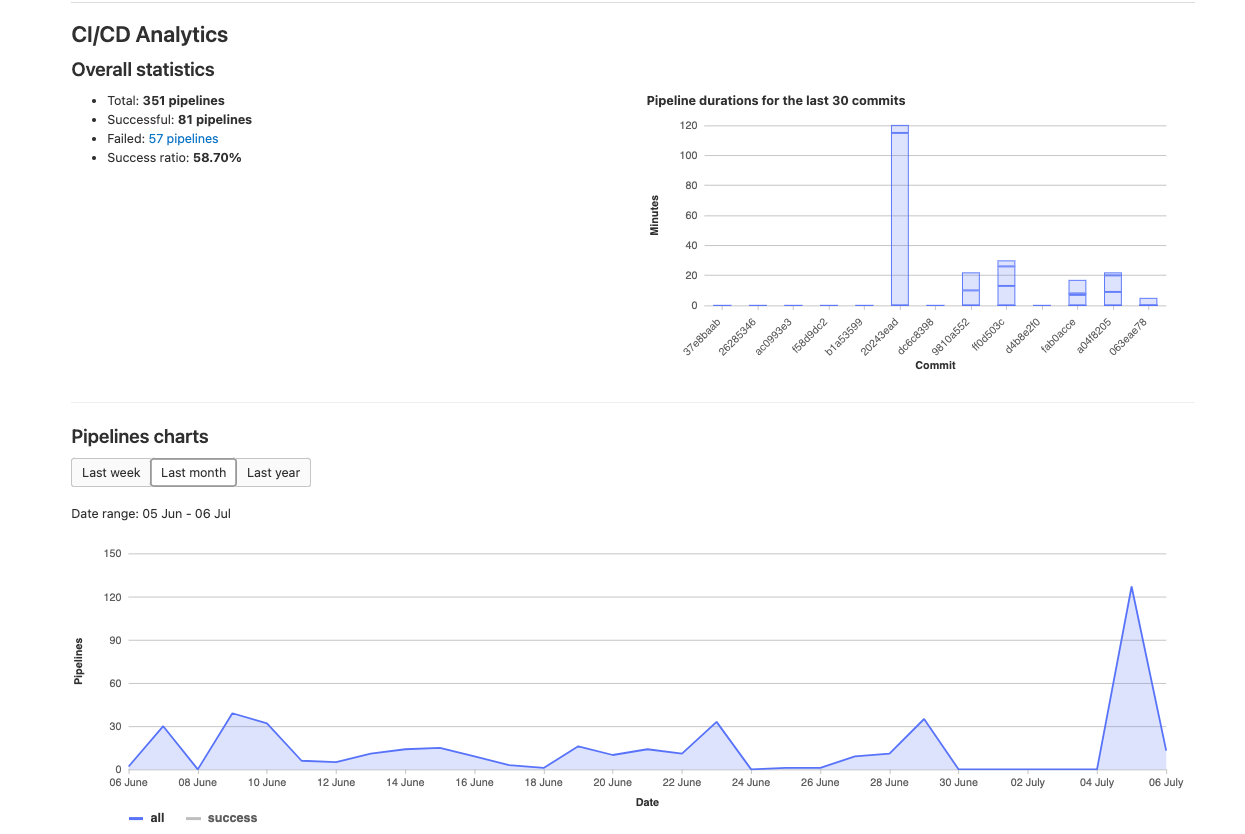 CI/CD Analytics
Overall statistics
Total: 351 pipelines
Successful: 81 pipelines
Failed: 57 pipelines
Success ratio: 58.70%
Pipeline durations for the last 30 commits
120
100
80
60
40
20
0
Minutes
37e8baab
26285346
ac0993e3
f58d9dc2
b1a53599
20243ead
dc6c8398
9810a552
ff0d503c
d4b8e2f0
fab0acce
a04f8205
063eae78
Commit
Pipelines charts
Last week Last month Last year
Date range: 05 Jun - 06 Jul
150
120
90
60
30
0
Pipelines
06 June 08 June 10 June 12 June 14 June 16 June 18 June 20 June 22 June 24 June 26 June 28 June 30 June 02 July 04 July 06 July
Date
all success